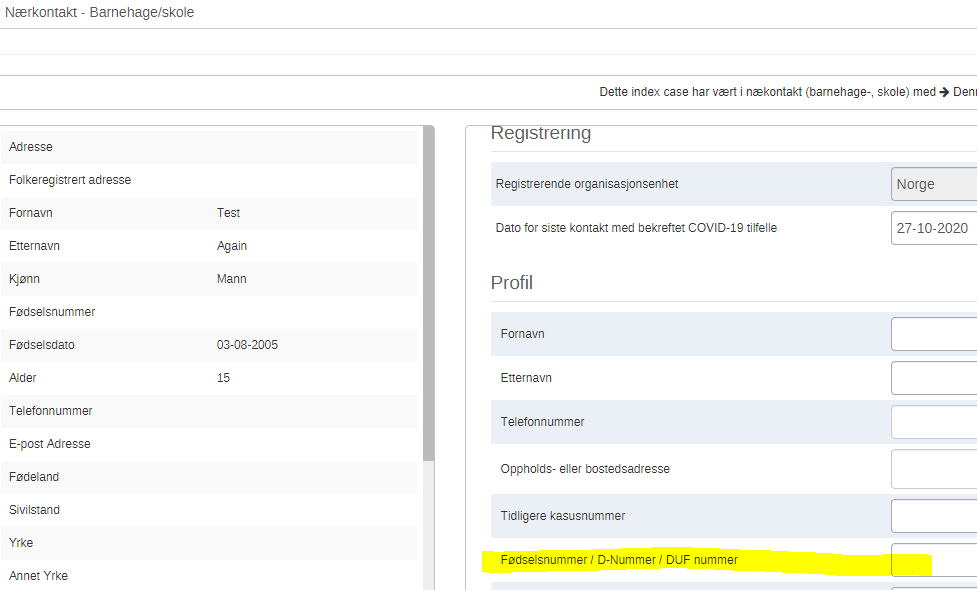 Nærkontakt - Barnehage/skole
Dette index case har vært i nækontakt (barnehage-, skole) med → Denn
Adresse
Folkeregistrert adresse
Fornavn Test
Etternavn Again
Kjønn Mann
Fødselsnummer
Fødselsdato 03-08-2005
Alder 15
Telefonnummer
E-post Adresse
Fødeland
Sivilstand
Yrke
Annet Yrke
Registrering
Registrerende organisasjonsenhet Norge
Dato for siste kontakt med bekreftet COVID-19 tilfelle 27-10-2020
Profil
Fornavn
Etternavn
Telefonnummer
Oppholds- eller bostedsadresse
Tidligere kasusnummer
Fødselsnummer / D-Nummer / DUF nummer